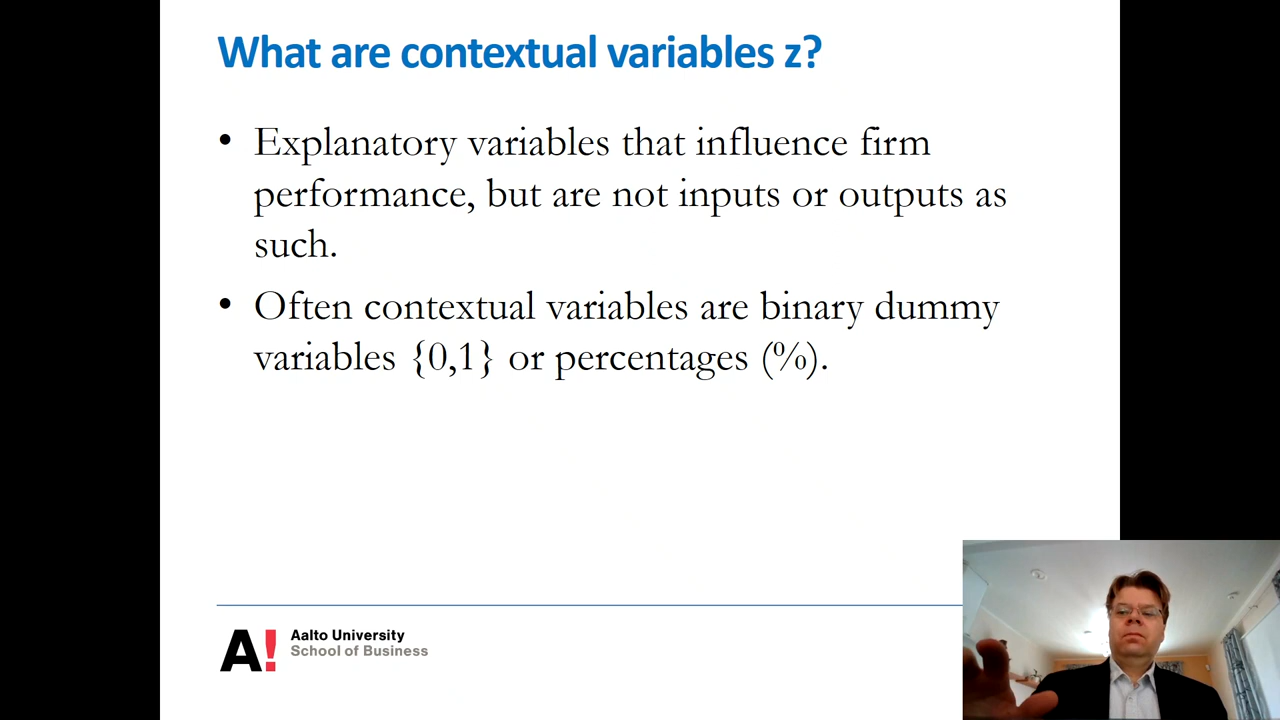 What are contextual variables z?
• Explanatory variables that influence firm
performance, but are not inputs or outputs as
such.
• Often contextual variables are binary dummy
variables {0,1} or percentages (%).
A!
Aalto University
School of Business